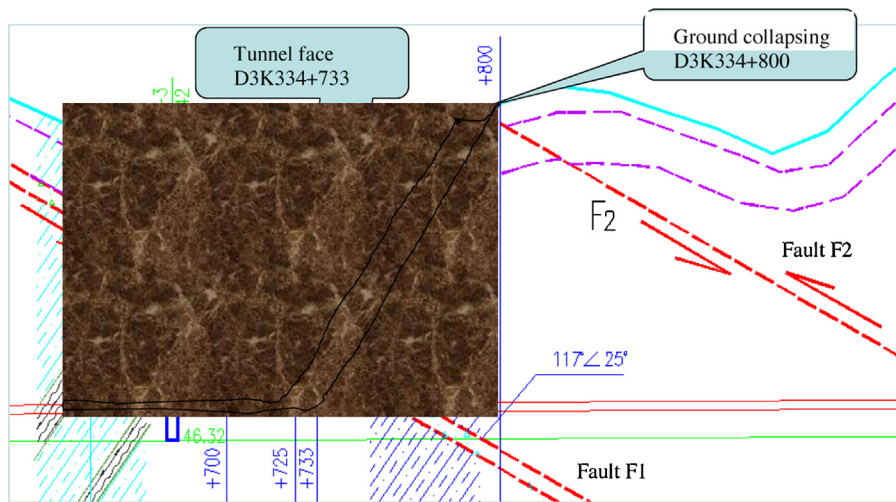 Tunnel face
D3K334+733
Ground collapsing
D3K334+800
+800
F2
Fault F2
117°∠25°
46.32
+700
+725
+733
Fault F1